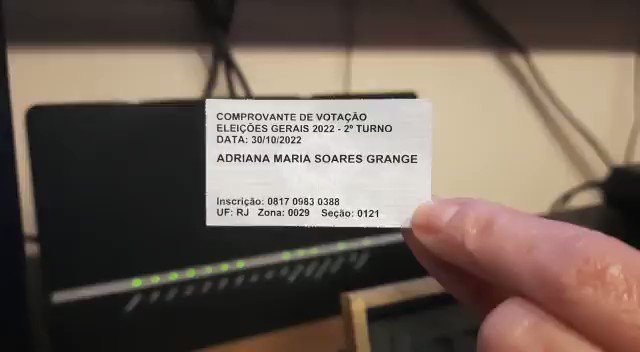 COMPROVANTE DE VOTAÇÃO
ELEIÇÕES GERAIS 2022 - 2º TURNO
DATA: 30/10/2022
ADRIANA MARIA SOARES GRANGE
Inscrição: 0817 0983 0388
UF: RJ Zona: 0029 Seção: 0121